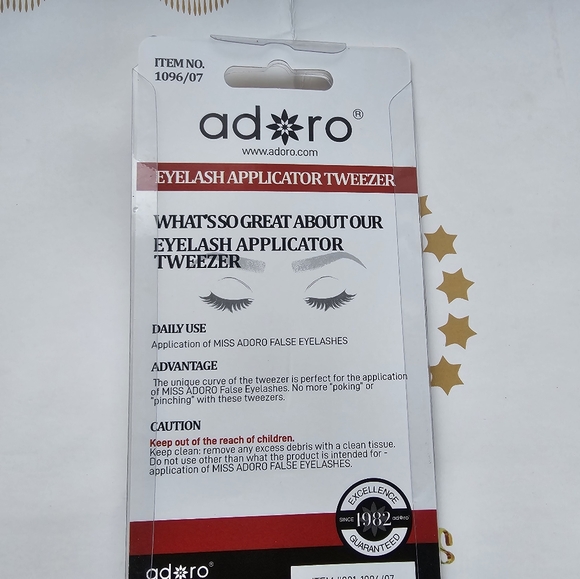 ITEM NO.
1096/07
adoro®
www.adoro.com
EYELASH APPLICATOR TWEEZER
WHAT'S SO GREAT ABOUT OUR
EYELASH APPLICATOR
TWEEZER
DAILY USE
Application of MISS ADORO FALSE EYELASHES
ADVANTAGE
The unique curve of the tweezer is perfect for the application
of MISS ADORO False Eyelashes. No more "poking" or
"pinching" with these tweezers.
CAUTION
Keep out of the reach of children.
Keep clean: remove any excess debris with a clean tissue.
Do not use other than what the product is intended for -
application of MISS ADORO FALSE EYELASHES.
EXCELLENCE
SINCE 1982 adoro
GUARANTEED
adoro®